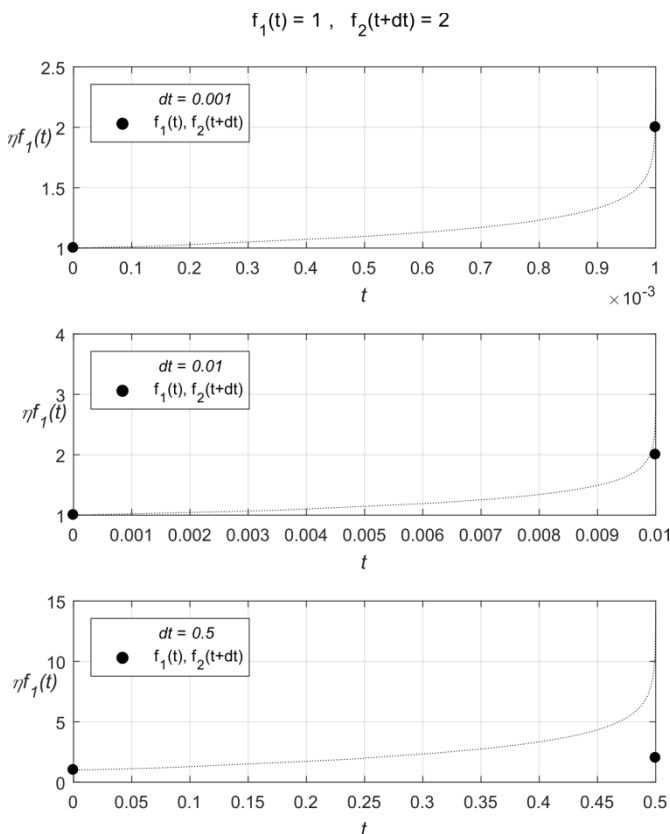 f1(t) = 1 , f2(t+dt) = 2
2.5
dt = 0.001
f1(t), f2(t+dt)
ηf1(t)
2
1.5
1
0 0.1 0.2 0.3 0.4 0.5 0.6 0.7 0.8 0.9 1
t
×10-3
4
dt = 0.01
f1(t), f2(t+dt)
3
ηf1(t)
2
1
0 0.001 0.002 0.003 0.004 0.005 0.006 0.007 0.008 0.009 0.01
t
15
dt = 0.5
f1(t), f2(t+dt)
10
ηf1(t)
5
0
0 0.05 0.1 0.15 0.2 0.25 0.3 0.35 0.4 0.45 0.5
t